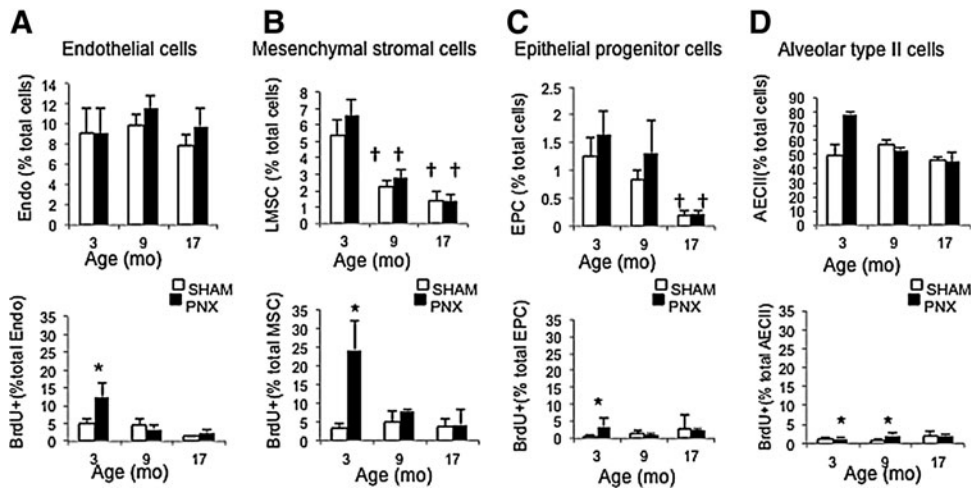 A
Endothelial cells
Endo (% total cells)
14
12
10
8
6
4
2
0
3 9 17
Age (mo)
B
Mesenchymal stromal cells
LMSC (% total cells)
8
7
6
5
4
3
2
1
0
† † † †
3 9 17
Age (mo)
C
Epithelial progenitor cells
EPC (% total cells)
2.5
2
1.5
1
0.5
0
† †
3 9 17
Age (mo)
D
Alveolar type II cells
AECII(% total cells)
90
80
70
60
50
40
30
20
10
0
3 9 17
Age (mo)
BrdU+(%total Endo)
35
30
25
20
15
10
5
0
SHAM
PNX
*
3 9 17
Age (mo)
BrdU+(% total MSC)
35
30
25
20
15
10
5
0
SHAM
PNX
*
3 9 17
Age (mo)
BrdU+(% total EPC)
35
30
25
20
15
10
5
0
SHAM
PNX
*
3 9 17
Age (mo)
BrdU+(% total AECII)
35
30
25
20
15
10
5
0
SHAM
PNX
* *
3 9 17
Age (mo)